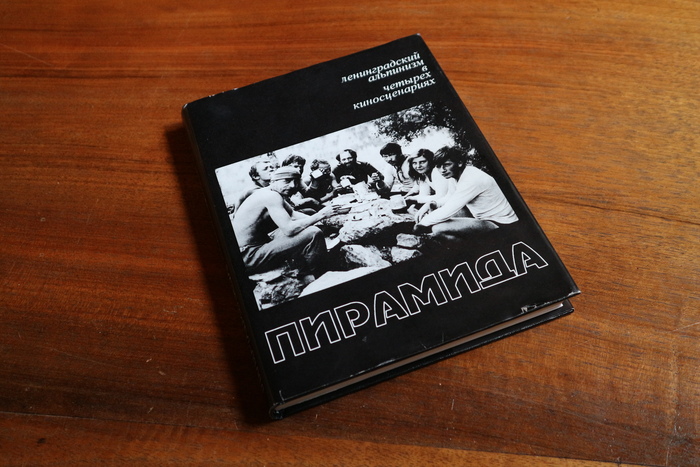 ленинградский
альпинизм
в
четырех
киносценариях
ПИРАМИДА